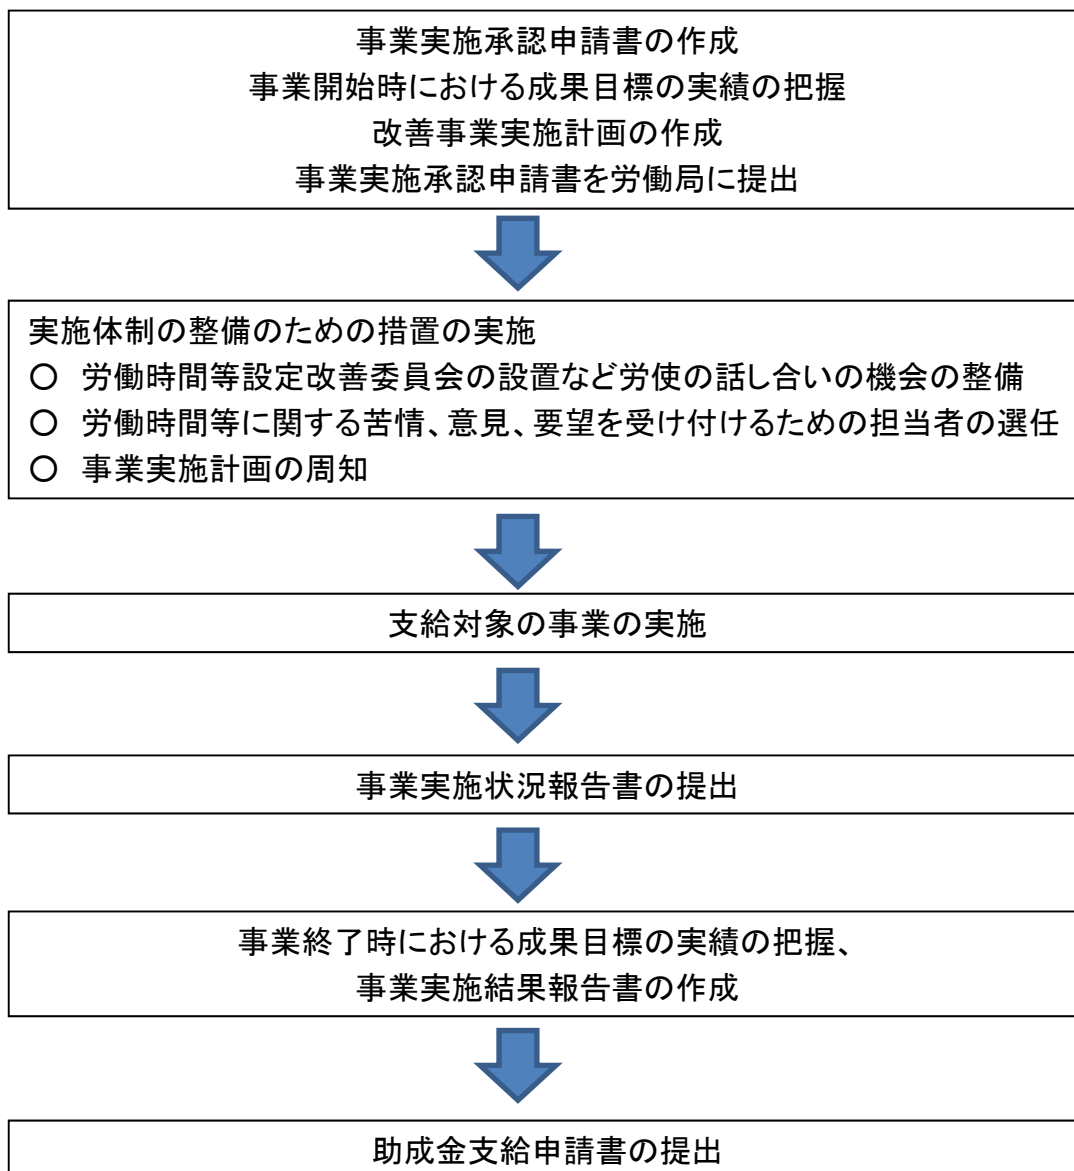 事業実施承認申請書の作成
事業開始時における成果目標の実績の把握
改善事業実施計画の作成
事業実施承認申請書を労働局に提出
実施体制の整備のための措置の実施
○ 労働時間等設定改善委員会の設置など労使の話し合いの機会の整備
○ 労働時間等に関する苦情、意見、要望を受け付けるための担当者の選任
○ 事業実施計画の周知
支給対象の事業の実施
事業実施状況報告書の提出
事業終了時における成果目標の実績の把握、
事業実施結果報告書の作成
助成金支給申請書の提出